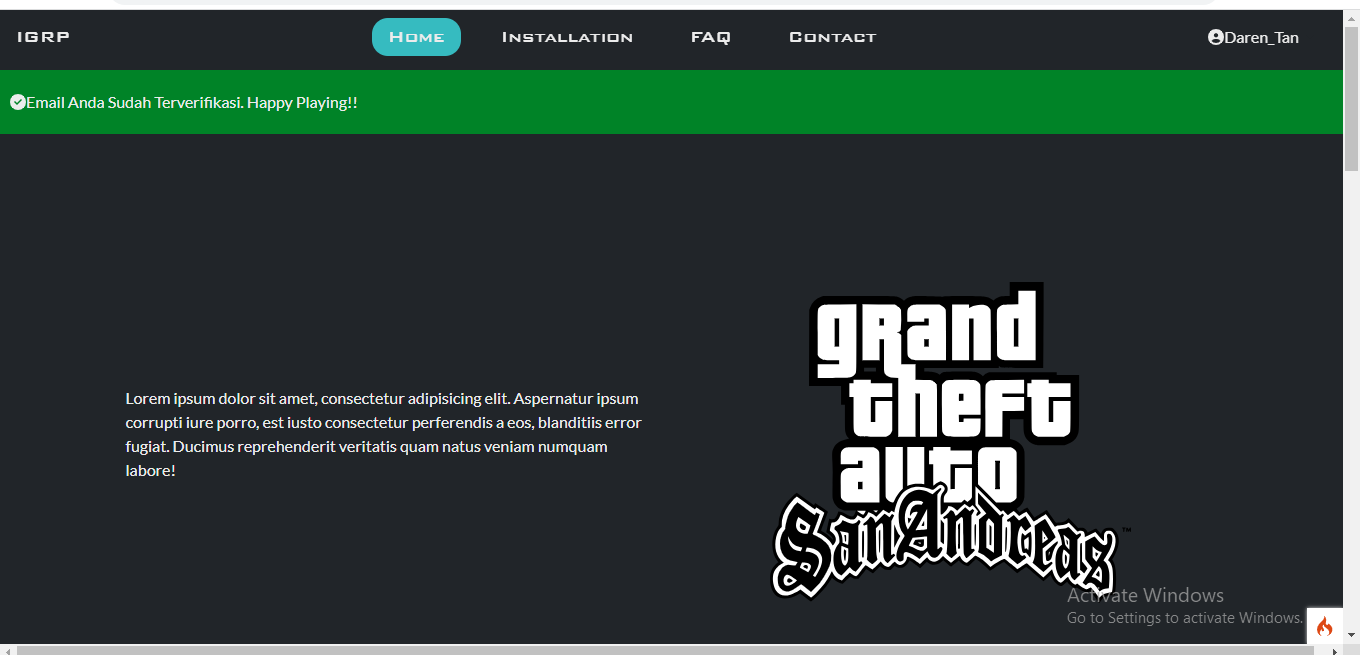 IGRP
Home
Installation
FAQ
Contact
Daren_Tan
Email Anda Sudah Terverifikasi. Happy Playing!!
Lorem ipsum dolor sit amet, consectetur adipisicing elit. Aspernatur ipsum
corrupti iure porro, est iusto consectetur perferendis a eos, blanditiis error
fugiat. Ducimus reprehenderit veritatis quam natus veniam numquam
labore!
grand
theft
auto
San Andreas
™
Activate Windows
Go to Settings to activate Windows.